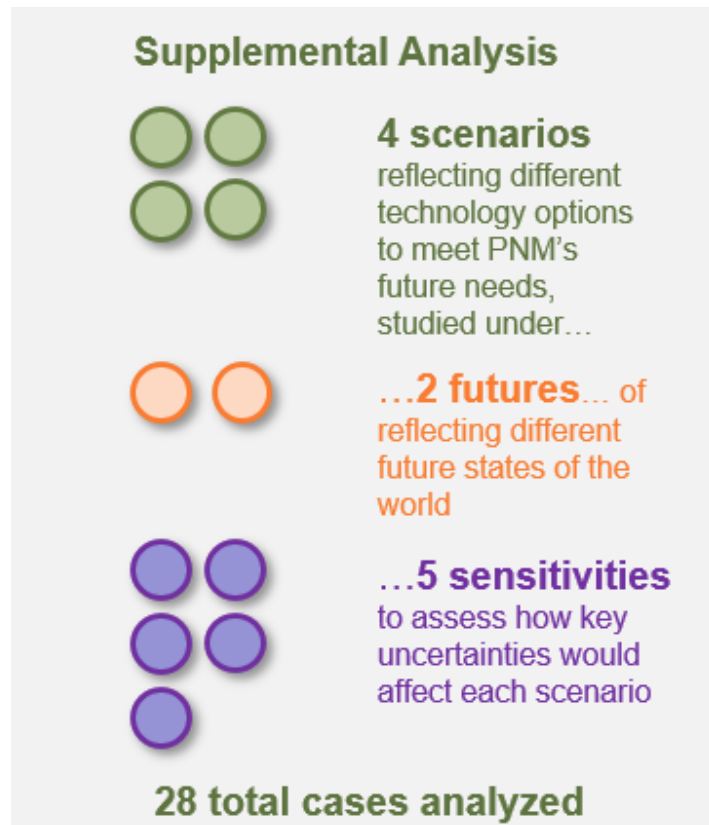 Supplemental Analysis
4 scenarios
reflecting different
technology options
to meet PNM’s
future needs,
studied under…
…2 futures… of
reflecting different
future states of the
world
…5 sensitivities
to assess how key
uncertainties would
affect each scenario
28 total cases analyzed